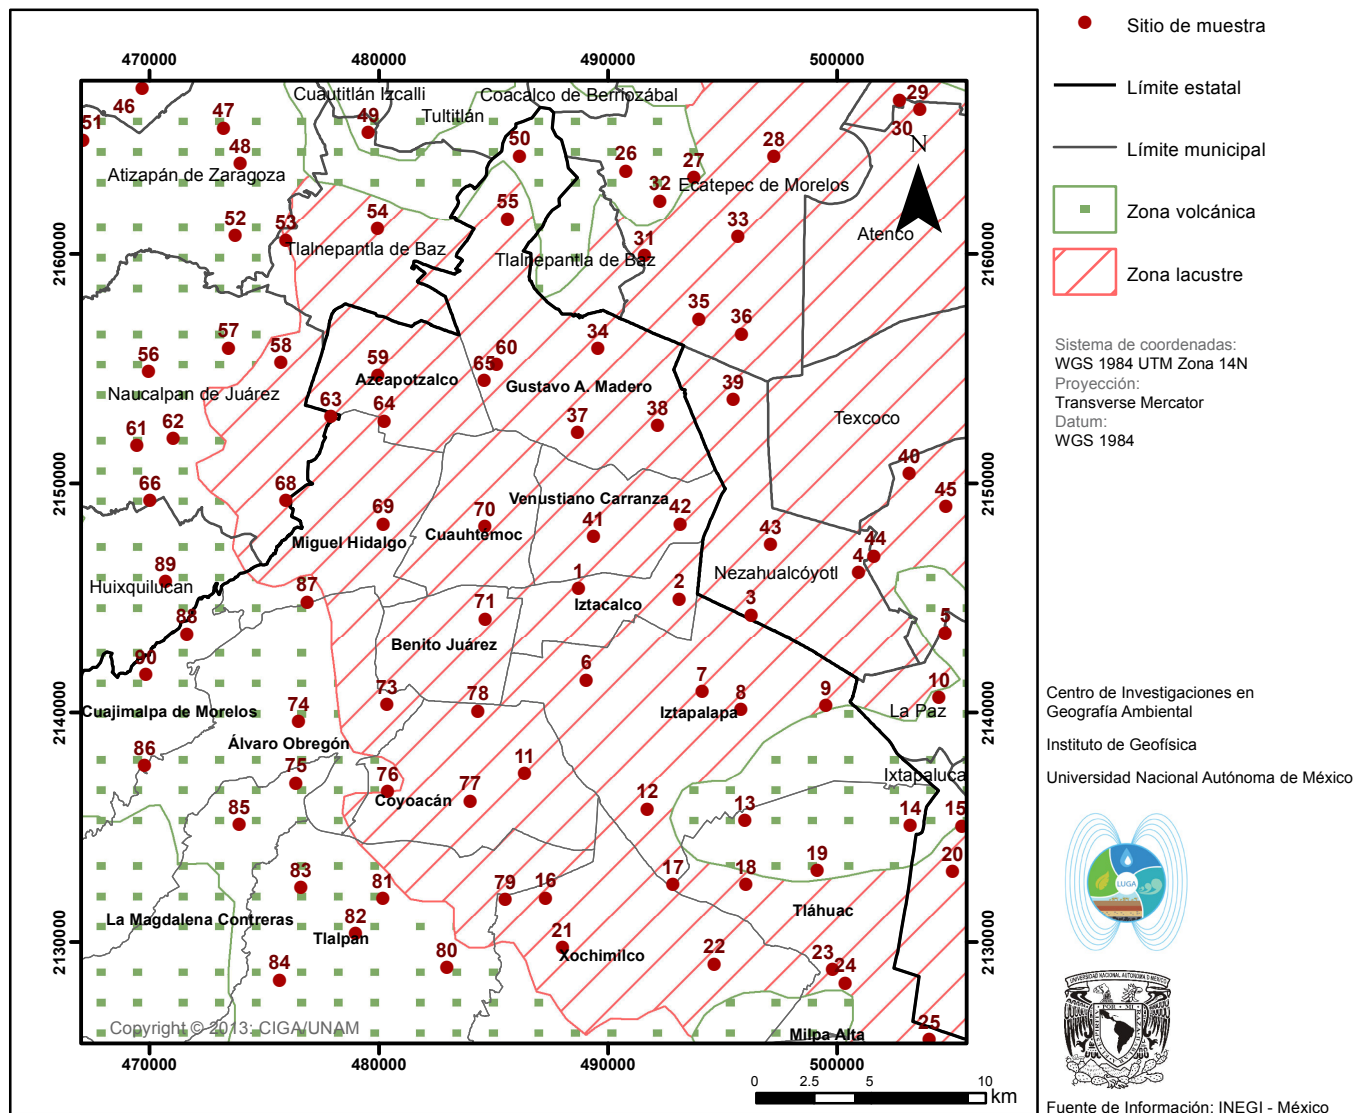 470000 480000 490000 500000
Cuautitlán Izcalli
Coacalco de Berriozábal
Tultitlán
46 47 49 50 29 30
51 48 26 27 28
N
Atizapán de Zaragoza
32
Ecatepec de Morelos
52 53 54 55 33
Atenco
Tlalnepantla de Baz
Tlalnepantla de Baz
31
2160000 2160000
35 36
57 58 34
56 59 60
65
Azcapotzalco
Gustavo A. Madero
Naucalpan de Juárez
39
63 64
Texcoco
61 62 37 38
40
66 68 45
2150000 2150000
69 70 Venustiano Carranza 42
41
Cuauhtémoc
Miguel Hidalgo
43 44
4
Nezahualcóyotl
89
Huixquilucan
87 1 2 3
Iztacalco
71
88 5
Benito Juárez
90 6 7 10
Cuajimalpa de Morelos
74 73 78 8 9
Iztapalapa
La Paz
2140000 2140000
Álvaro Obregón
86 75 76 11
Ixtapaluca
Coyoacán
77 12 13 14 15
85
83 81 79 16 17 18 19 20
La Magdalena Contreras
82
Tlalpan
Tláhuac
21
Xochimilco
2130000 2130000
84 80 22 23 24
Copyright © 2013: CIGA/UNAM
Milpa Alta
25
470000 480000 490000 500000
0 2.5 5 10
km
Sitio de muestra
Límite estatal
Límite municipal
Zona volcánica
Zona lacustre
Sistema de coordenadas:
WGS 1984 UTM Zona 14N
Proyección:
Transverse Mercator
Datum:
WGS 1984
Centro de Investigaciones en
Geografía Ambiental
Instituto de Geofísica
Universidad Nacional Autónoma de México
LUGA
UNIVERSIDAD NACIONAL AUTONOMA DE MEXICO
Fuente de Información: INEGI - México